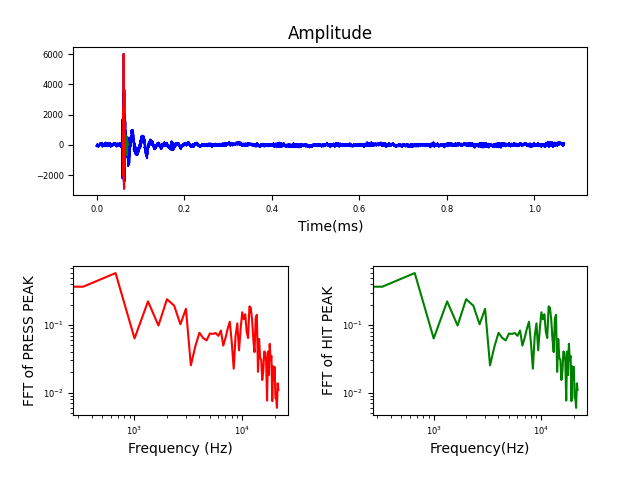 Amplitude
6000
4000
2000
0
−2000
0.0 0.2 0.4 0.6 0.8 1.0
Time(ms)
FFT of PRESS PEAK
10⁻¹
10⁻²
10³ 10⁴
Frequency (Hz)
FFT of HIT PEAK
10⁻¹
10⁻²
10³ 10⁴
Frequency(Hz)